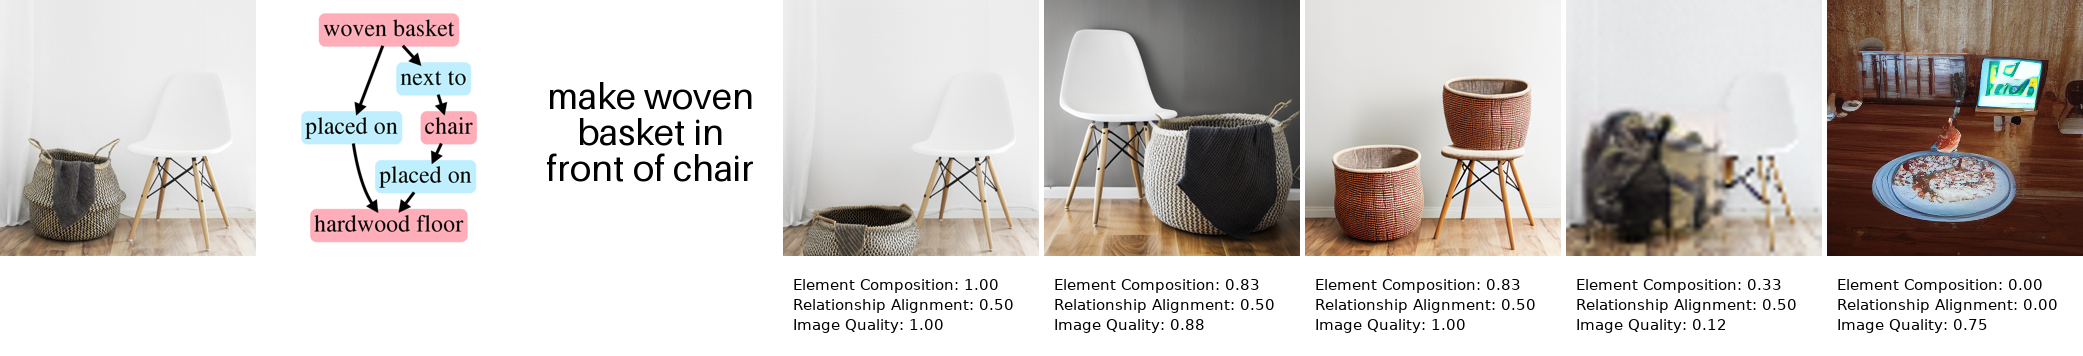 woven basket
next to
placed on
chair
placed on
hardwood floor
make woven
basket in
front of chair
Element Composition: 1.00
Relationship Alignment: 0.50
Image Quality: 1.00
Element Composition: 0.83
Relationship Alignment: 0.50
Image Quality: 0.88
Element Composition: 0.83
Relationship Alignment: 0.50
Image Quality: 1.00
Element Composition: 0.33
Relationship Alignment: 0.50
Image Quality: 0.12
Element Composition: 0.00
Relationship Alignment: 0.00
Image Quality: 0.75